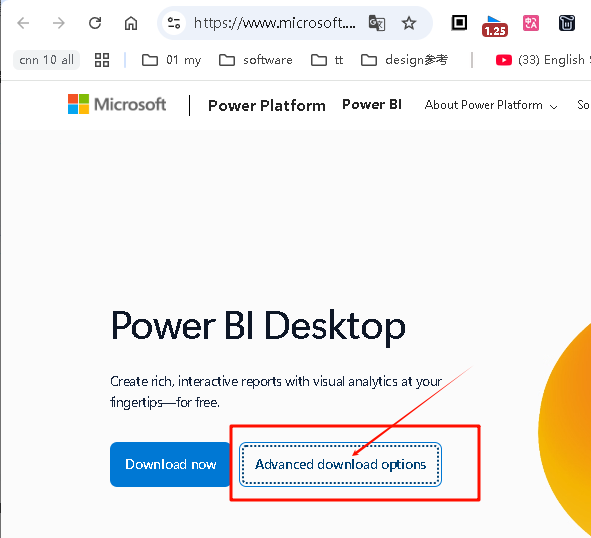 https://www.microsoft....
1.25
cnn 10 all
01 my
software
tt
design参考
(33) English
Microsoft
Power Platform
Power BI
About Power Platform
So
Power BI Desktop
Create rich, interactive reports with visual analytics at your
fingertips—for free.
Download now
Advanced download options